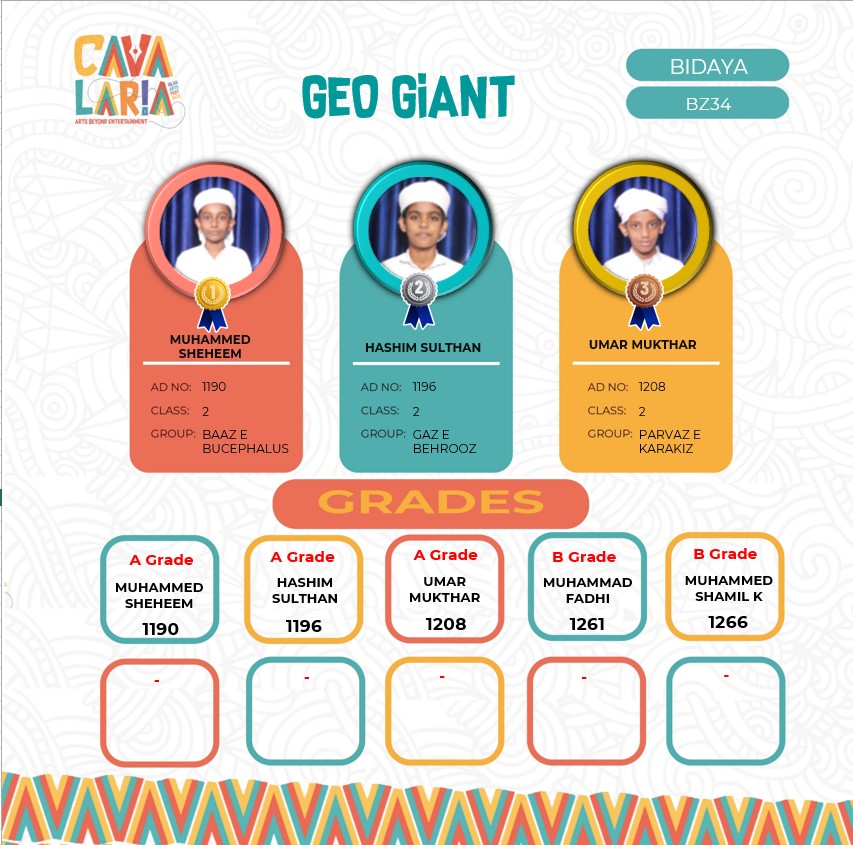 CAVA
LARIA
ARTS BEYOND ENTERTAINMENT
GEO GiANT
BIDAYA
BZ34
1
2
3
MUHAMMED
SHEHEEM
AD NO: 1190
CLASS: 2
GROUP: BAAZ E
BUCEPHALUS
HASHIM SULTHAN
AD NO: 1196
CLASS: 2
GROUP: GAZ E
BEHROOZ
UMAR MUKTHAR
AD NO: 1208
CLASS: 2
GROUP: PARVAZ E
KARAKIZ
GRADES
A Grade
MUHAMMED
SHEHEEM
1190
A Grade
HASHIM
SULTHAN
1196
A Grade
UMAR
MUKTHAR
1208
B Grade
MUHAMMAD
FADHI
1261
B Grade
MUHAMMED
SHAMIL K
1266
-
-
-
-
-